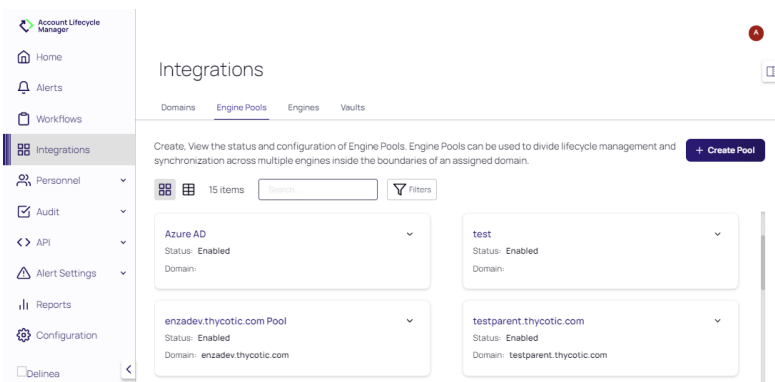 Account Lifecycle
Manager
Home
Alerts
Workflows
Integrations
Personnel
Audit
API
Alert Settings
Reports
Configuration
Delinea
A
Integrations
Domains Engine Pools Engines Vaults
Create, View the status and configuration of Engine Pools. Engine Pools can be used to divide lifecycle management and
synchronization across multiple engines inside the boundaries of an assigned domain.
+ Create Pool
15 items Search... Filters
Azure AD
Status: Enabled
Domain:
test
Status: Enabled
Domain:
enzadev.thycotic.com Pool
Status: Enabled
Domain: enzadev.thycotic.com
testparent.thycotic.com
Status: Enabled
Domain: testparent.thycotic.com